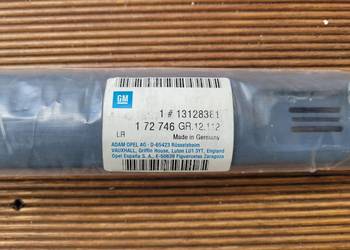 GM
1 # 13128381
1 72 746 GR.12.112
LR
Made in Germany
ADAM OPEL AG - D-65423 Rüsselsheim
VAUXHALL, Griffin House, Luton LU1 3YT, England
Opel España S. A., E-50639 Figueruelas Zaragoza